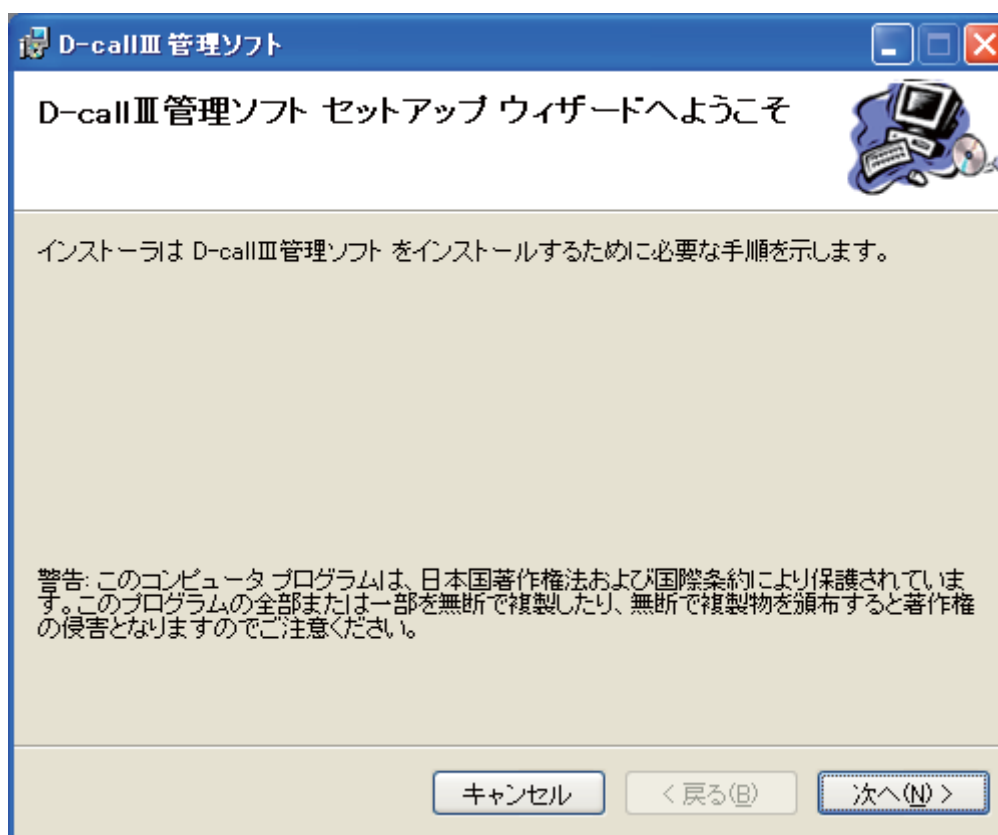 D-callⅢ 管理ソフト
D-callⅢ管理ソフト セットアップ ウィザードへようこそ
インストーラは D-callⅢ管理ソフト をインストールするために必要な手順を示します。
警告: このコンピュータ プログラムは、日本国著作権法および国際条約により保護されていま
す。このプログラムの全部または一部を無断で複製したり、無断で複製物を頒布すると著作権
の侵害となりますのでご注意ください。
キャンセル < 戻る(B) 次へ(N) >